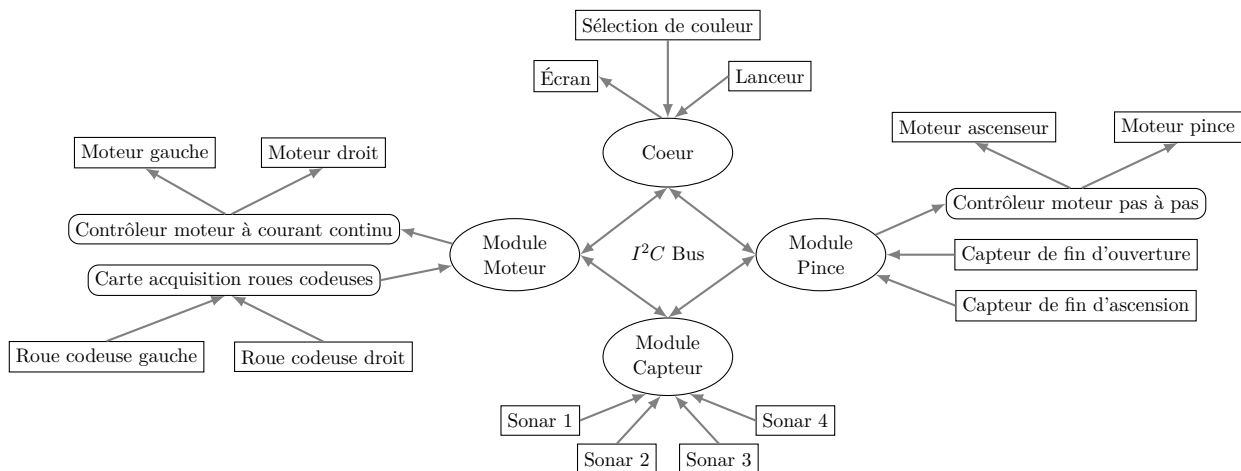 Sélection de couleur
Écran
Lanceur
Moteur ascenseur
Moteur pince
Moteur gauche
Moteur droit
Coeur
Contrôleur moteur pas à pas
Contrôleur moteur à courant continu
Module
Moteur
I²C Bus
Module
Pince
Capteur de fin d'ouverture
Carte acquisition roues codeuses
Capteur de fin d'ascension
Roue codeuse gauche
Roue codeuse droit
Module
Capteur
Sonar 1
Sonar 4
Sonar 2
Sonar 3